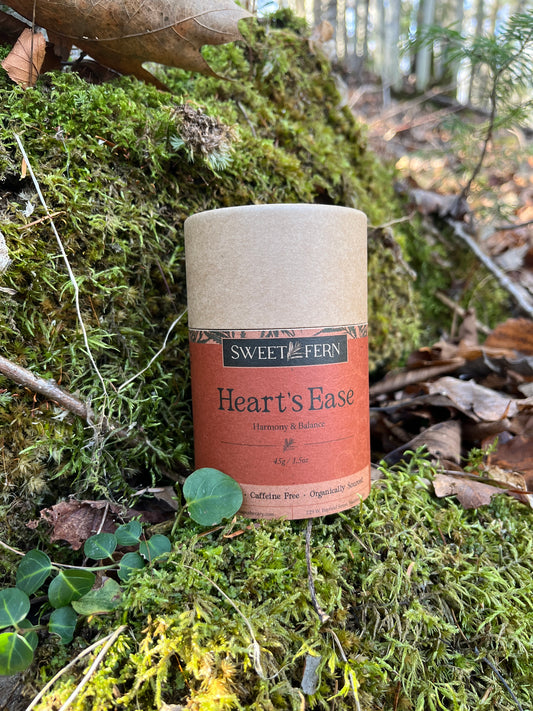 SWEET FERN
Heart's Ease
Harmony & Balance
45g / 1.5oz
· Caffeine Free · Organically Sourced